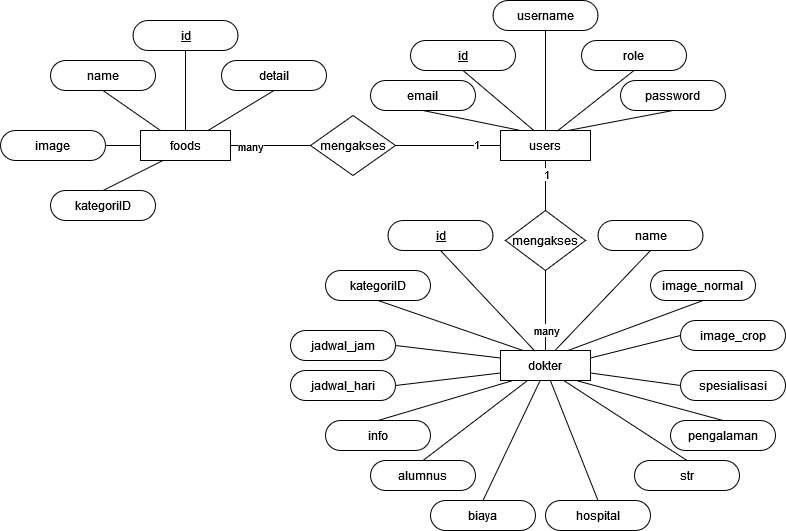 username
id
id
role
name
detail
email
password
image
foods
many
mengakses
1
users
1
kategoriID
id
mengakses
name
kategoriID
image_normal
many
image_crop
jadwal_jam
dokter
jadwal_hari
spesialisasi
info
pengalaman
alumnus
str
biaya
hospital